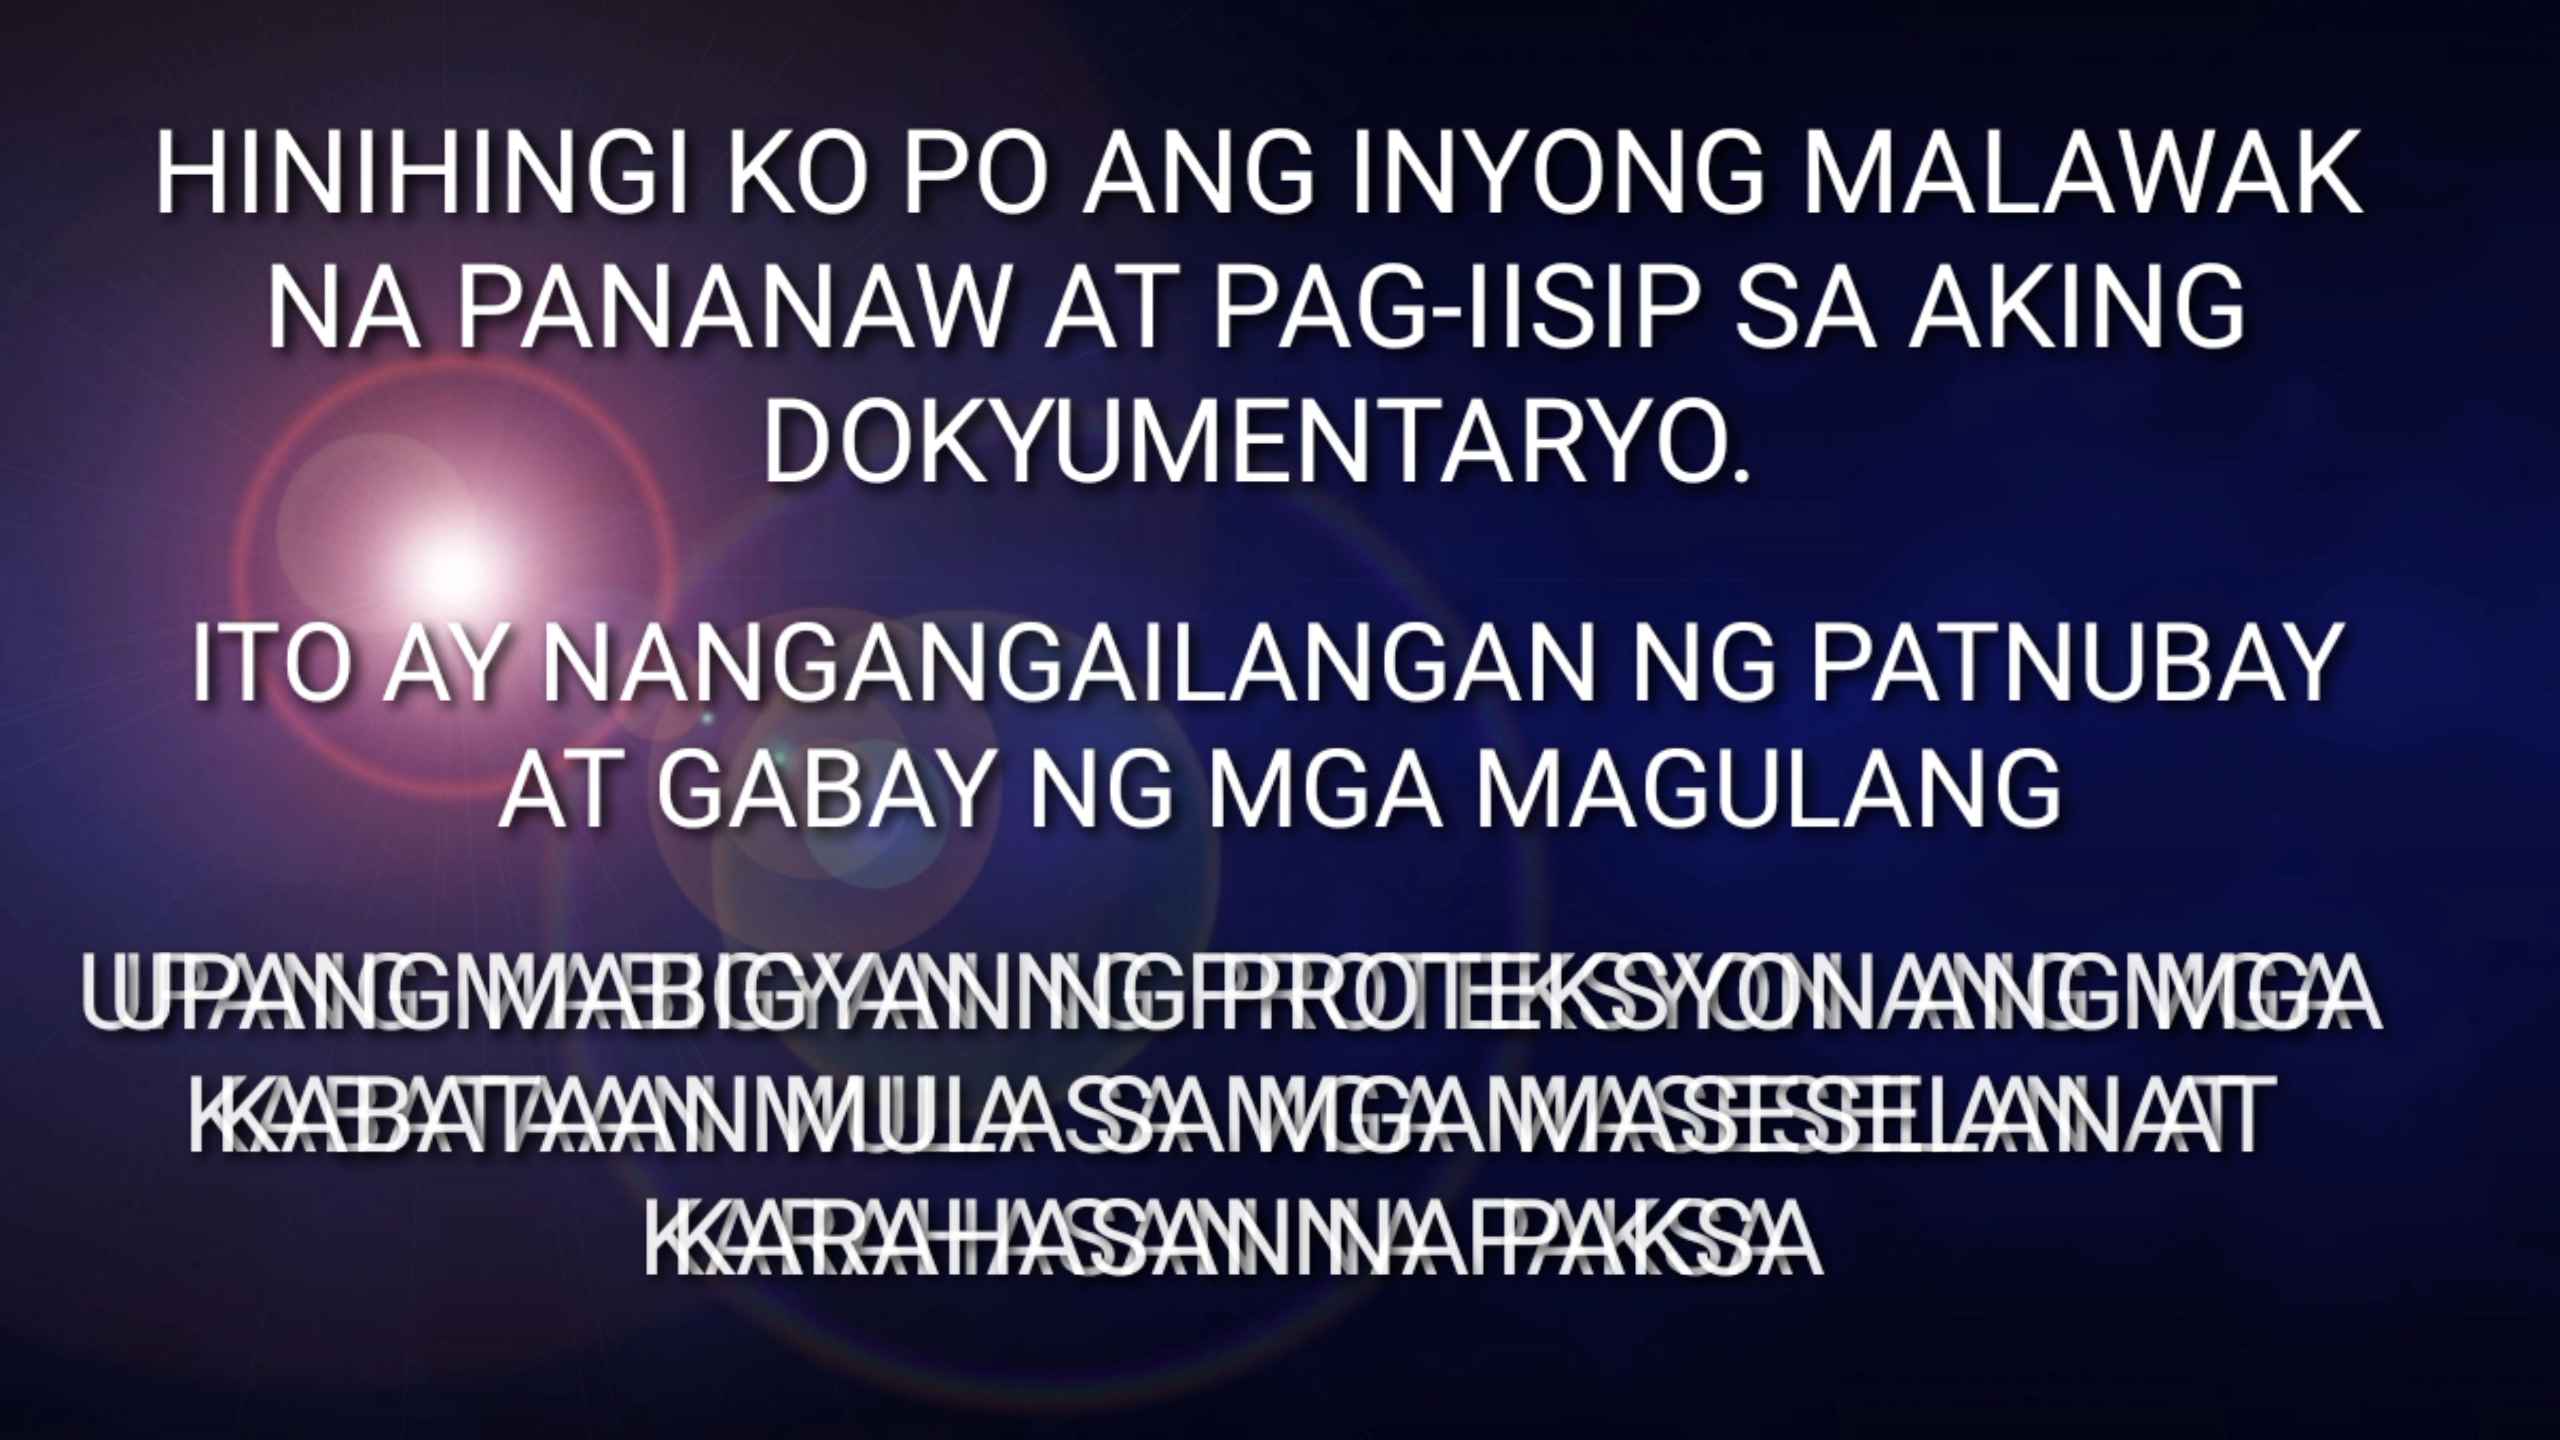 HINIHINGI KO PO ANG INYONG MALAWAK
NA PANANAW AT PAG-IISIP SA AKING
DOKYUMENTARYO.
ITO AY NANGANGAILANGAN NG PATNUBAY
AT GABAY NG MGA MAGULANG
UPANG MABIGYAN NG PROTEKSYON ANG MGA
KABATAAN MULA SA MGA MASESELAN AT
KARAHASAN NA PAKSA